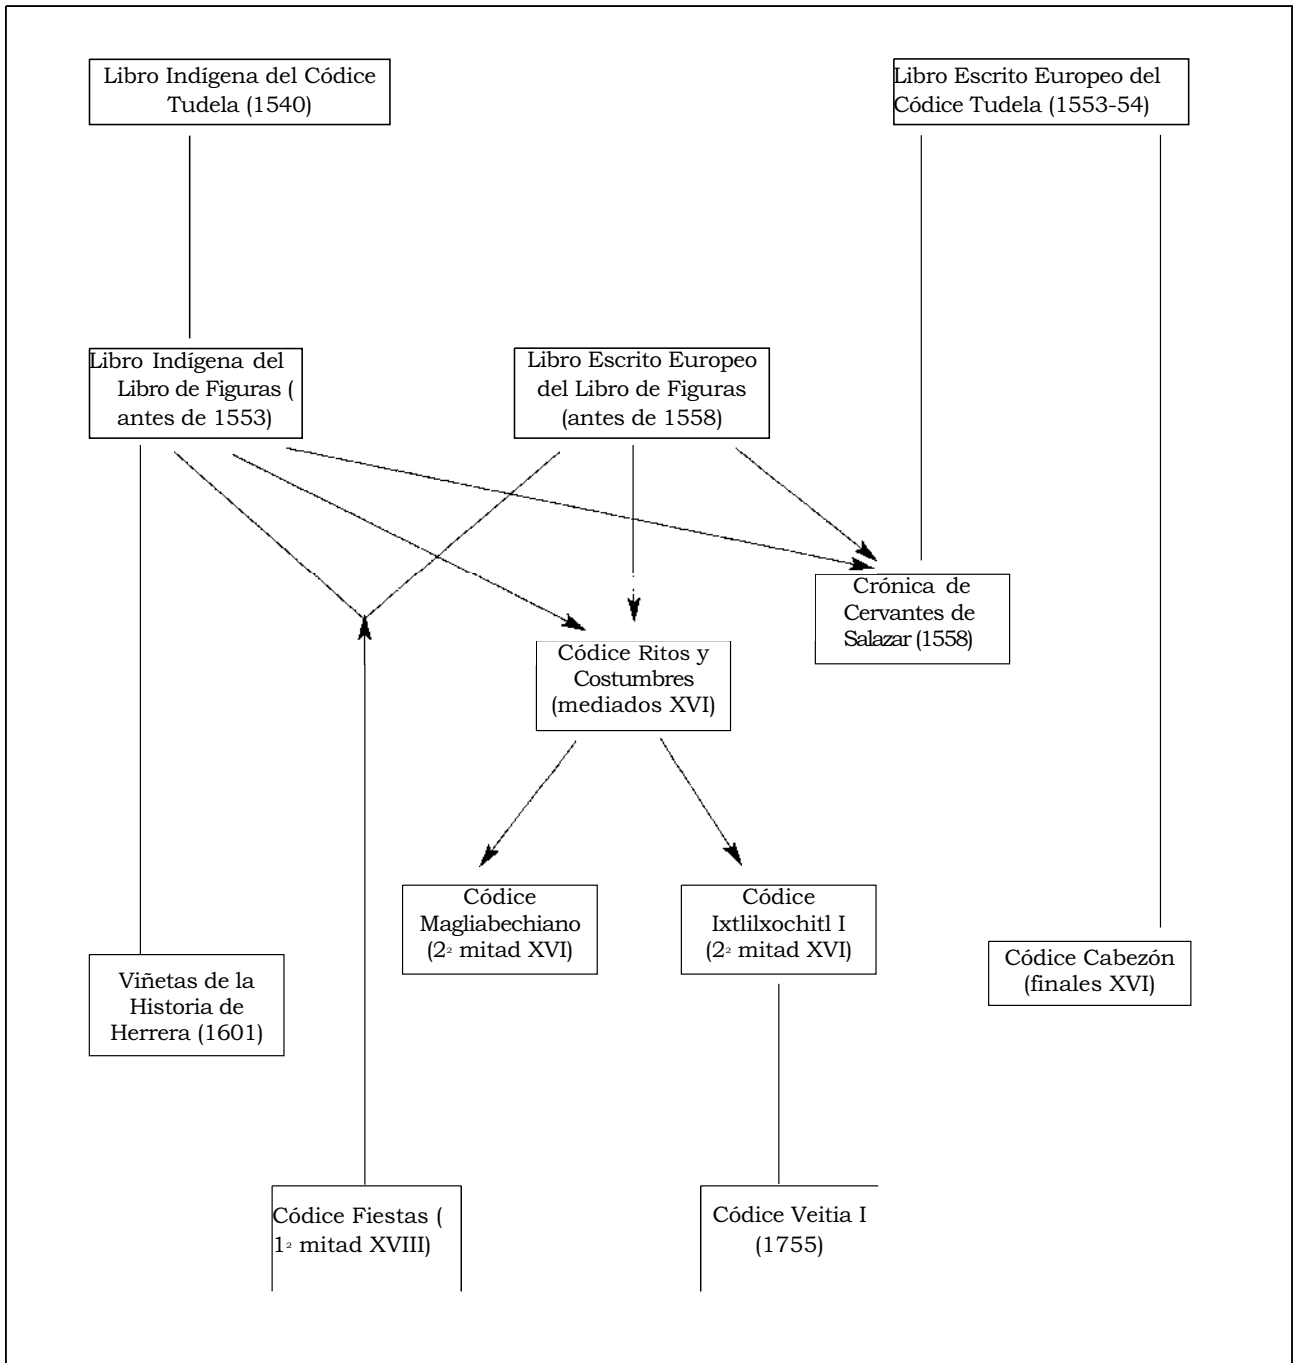 Libro Indígena del Códice
Tudela (1540)
Libro Escrito Europeo del
Códice Tudela (1553-54)
Libro Indígena del
Libro de Figuras (
antes de 1553)
Libro Escrito Europeo
del Libro de Figuras
(antes de 1558)
Crónica de
Cervantes de
Salazar (1558)
Códice Ritos y
Costumbres
(mediados XVI)
Códice
Magliabechiano
(2ª mitad XVI)
Códice
Ixtlilxochitl I
(2ª mitad XVI)
Códice Cabezón
(finales XVI)
Viñetas de la
Historia de
Herrera (1601)
Códice Fiestas (
1ª mitad XVIII)
Códice Veitia I
(1755)